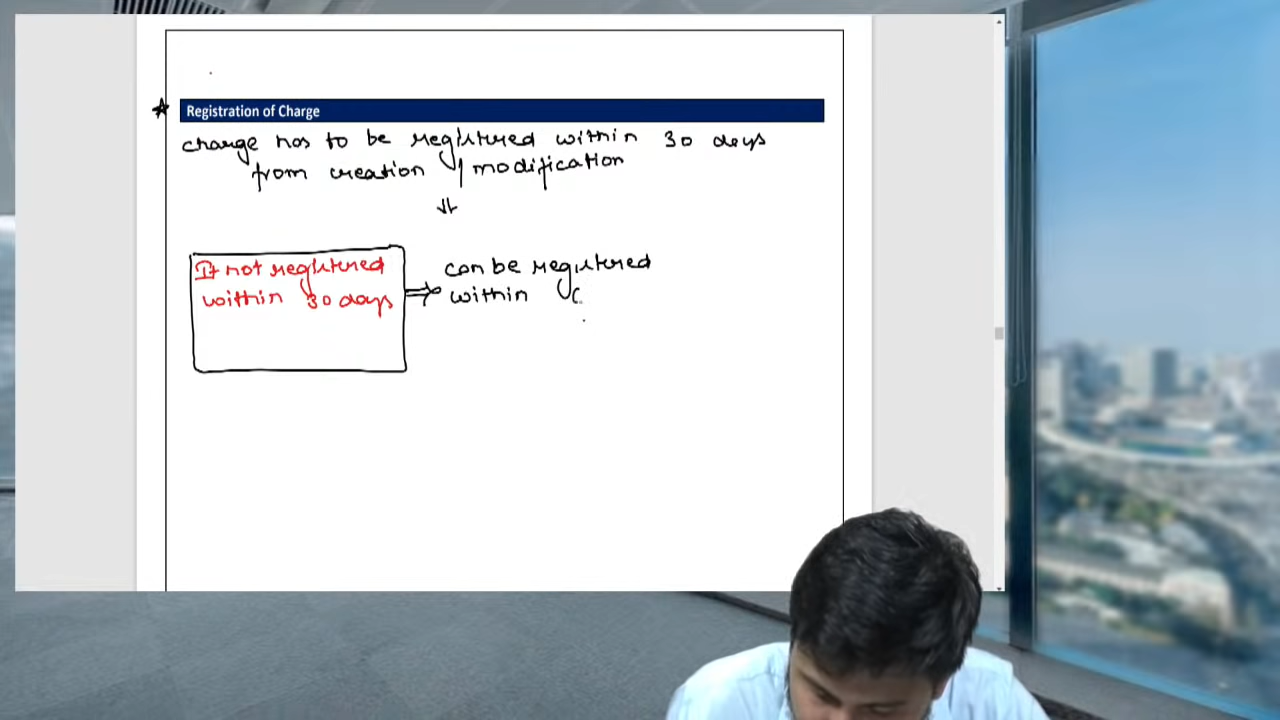 Registration of Charge
charge has to be registered within 30 days
from creation / modification
If not registered
within 30 days
can be registered
within